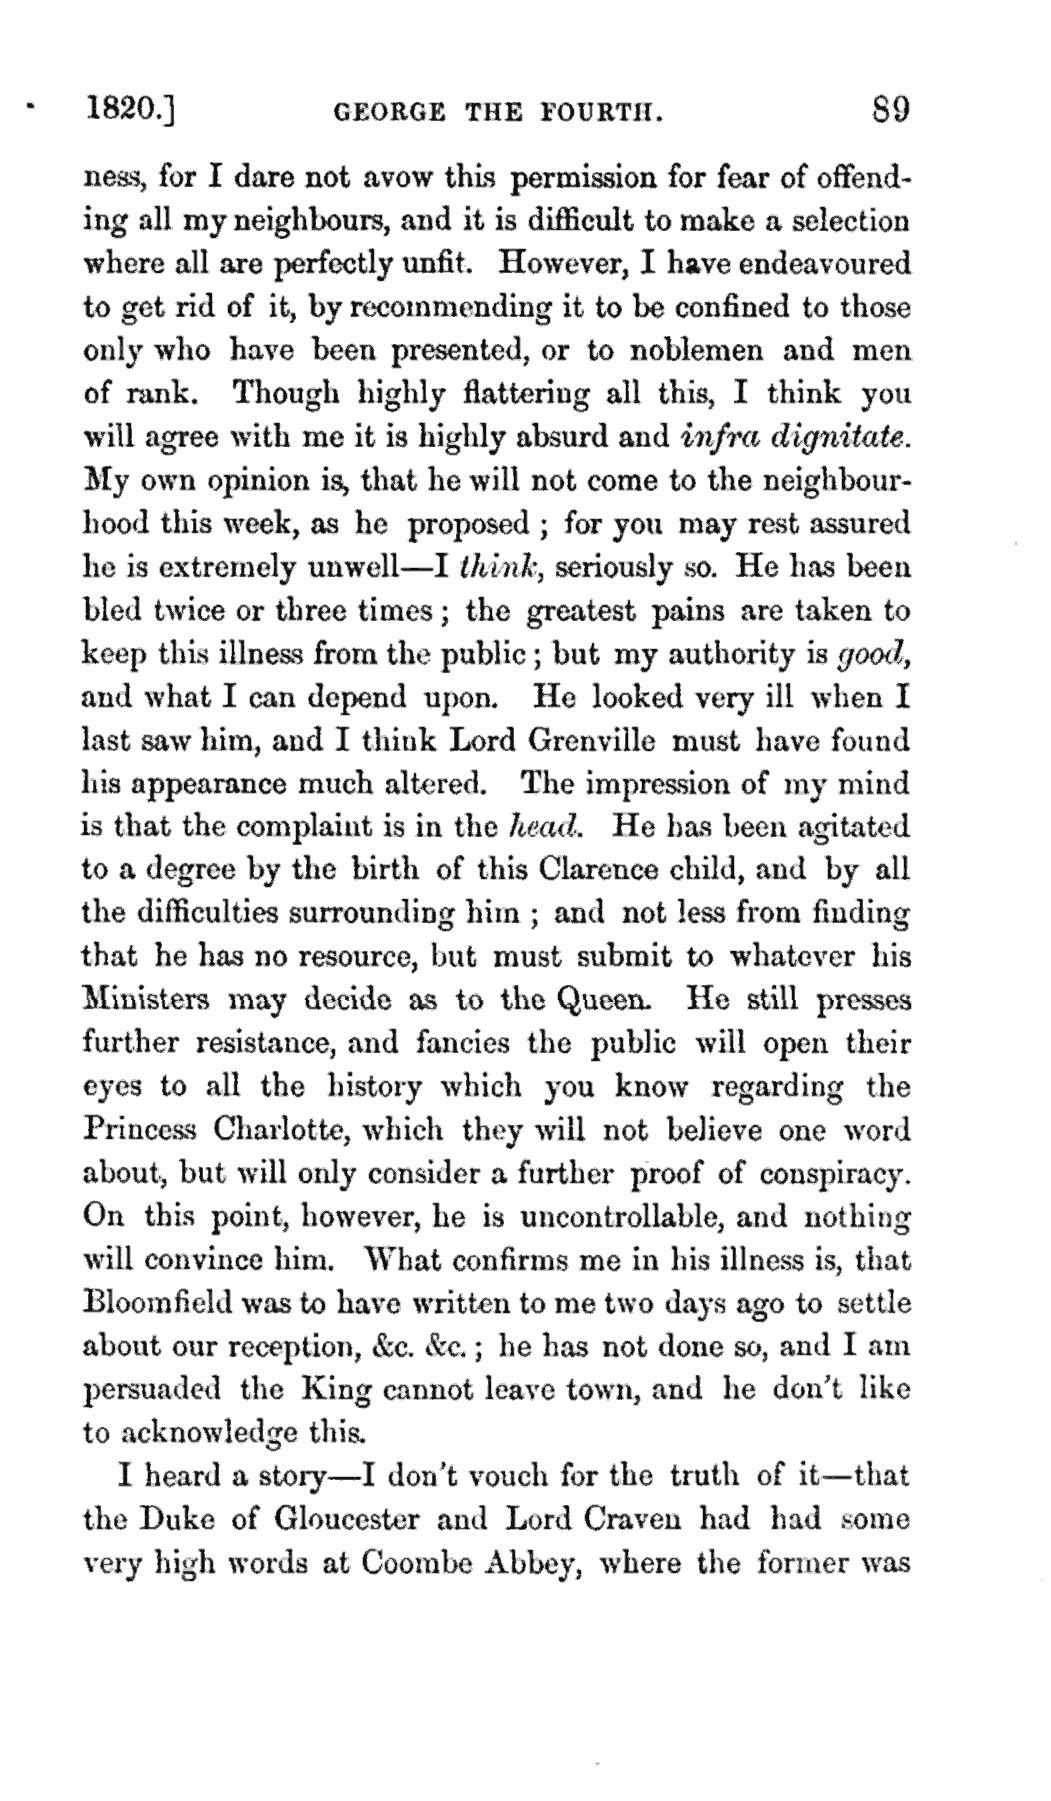 1820.] GEORGE THE FOURTH. 89
ness, for I dare not avow this permission for fear of offend-
ing all my neighbours, and it is difficult to make a selection
where all are perfectly unfit. However, I have endeavoured
to get rid of it, by recommending it to be confined to those
only who have been presented, or to noblemen and men
of rank. Though highly flattering all this, I think you
will agree with me it is highly absurd and infra dignitate.
My own opinion is, that he will not come to the neighbour-
hood this week, as he proposed ; for you may rest assured
he is extremely unwell—I think, seriously so. He has been
bled twice or three times ; the greatest pains are taken to
keep this illness from the public ; but my authority is good,
and what I can depend upon. He looked very ill when I
last saw him, and I think Lord Grenville must have found
his appearance much altered. The impression of my mind
is that the complaint is in the head. He has been agitated
to a degree by the birth of this Clarence child, and by all
the difficulties surrounding him ; and not less from finding
that he has no resource, but must submit to whatever his
Ministers may decide as to the Queen. He still presses
further resistance, and fancies the public will open their
eyes to all the history which you know regarding the
Princess Charlotte, which they will not believe one word
about, but will only consider a further proof of conspiracy.
On this point, however, he is uncontrollable, and nothing
will convince him. What confirms me in his illness is, that
Bloomfield was to have written to me two days ago to settle
about our reception, &c. &c. ; he has not done so, and I am
persuaded the King cannot leave town, and he don't like
to acknowledge this.
I heard a story—I don't vouch for the truth of it—that
the Duke of Gloucester and Lord Craven had had some
very high words at Coombe Abbey, where the former was